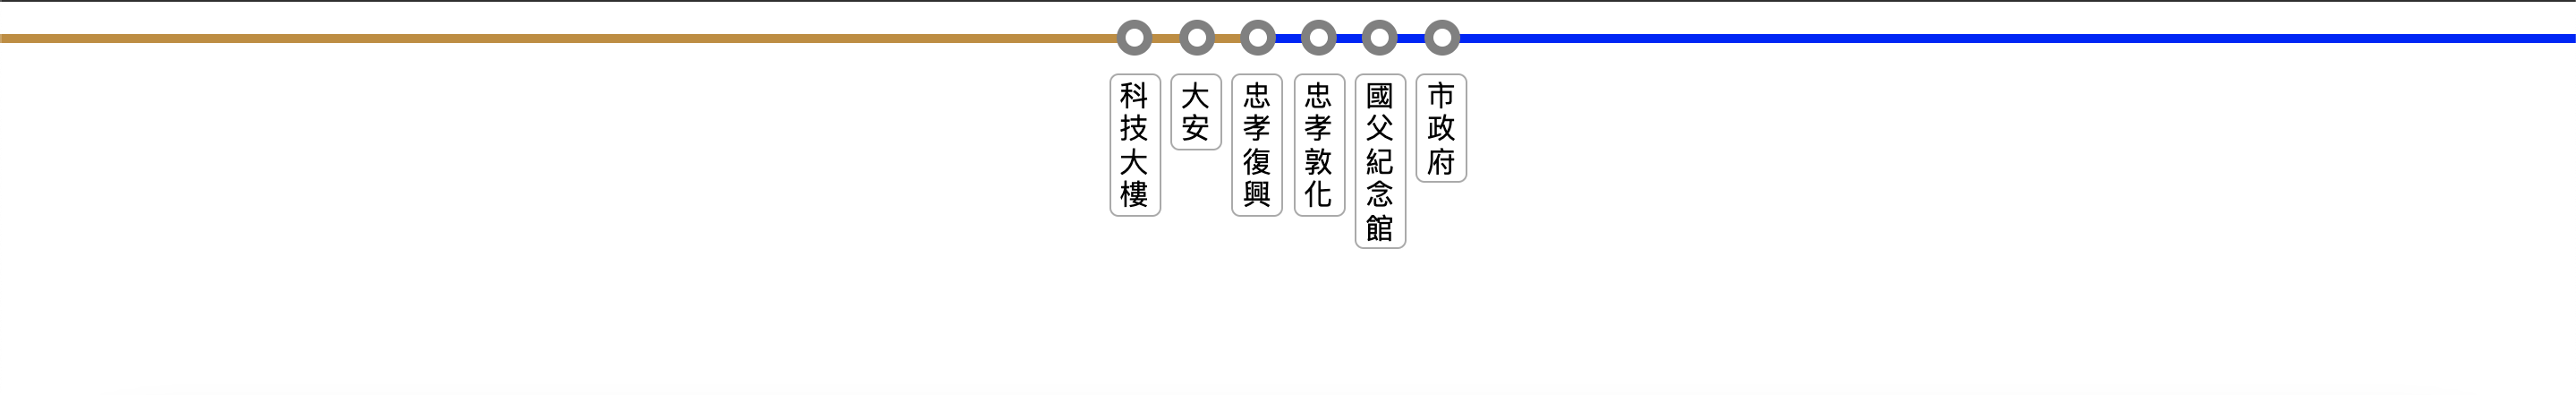 科技大樓
大安
忠孝復興
忠孝敦化
國父紀念館
市政府